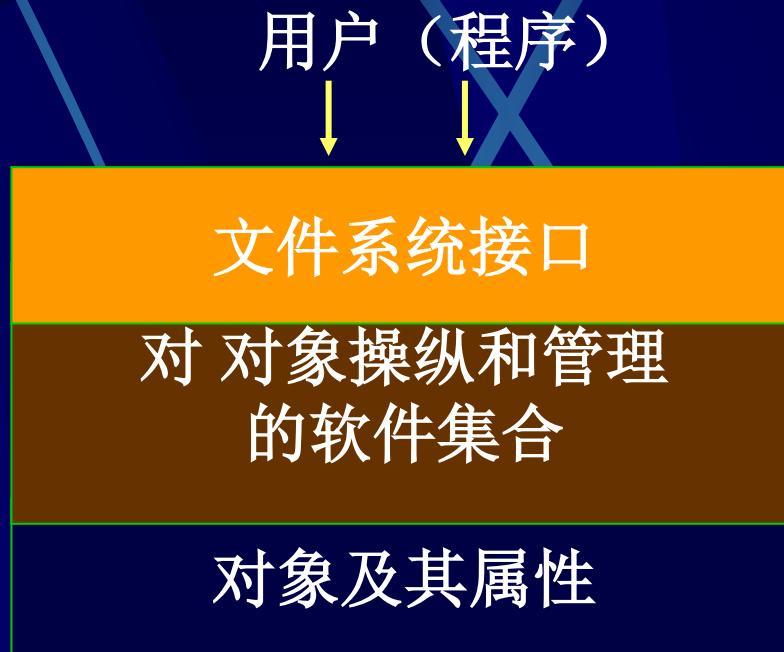 用户（程序）
文件系统接口
对 对象操纵和管理
的软件集合
对象及其属性